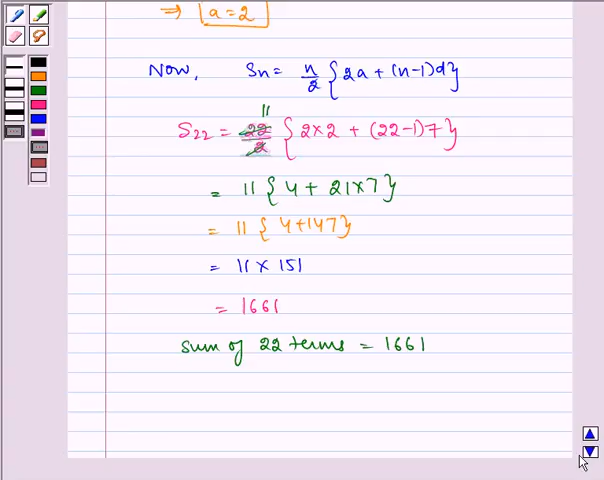 ⇒ a=2
Now, Sn= n/2 {2a + (n-1)d}
11
S22 = 22/2 {2×2 + (22-1)7}
= 11 {4 + 21×7}
= 11 {4+147}
= 11 × 151
= 1661
sum of 22 terms = 1661